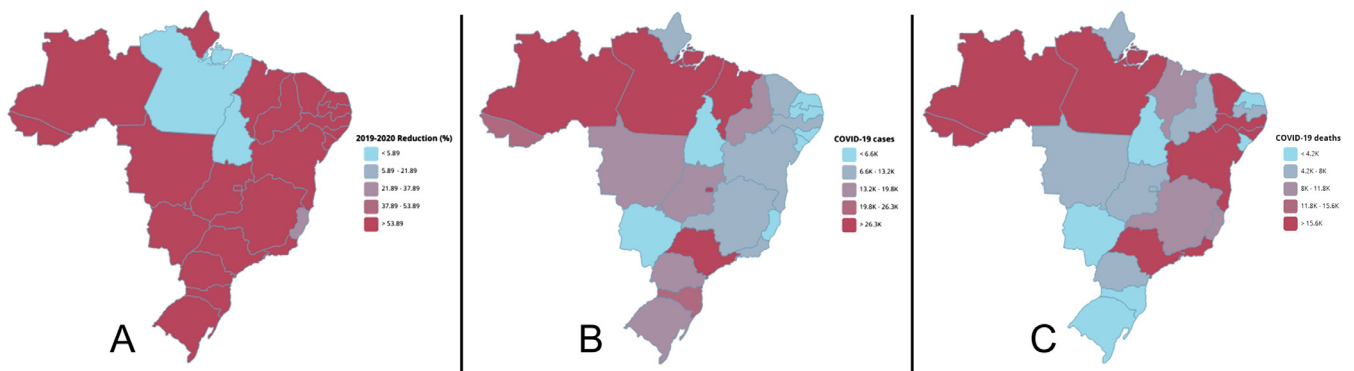 2019-2020 Reduction (%)
< 5.89
5.89 - 21.89
21.89 - 37.89
37.89 - 53.89
> 53.89
A
COVID-19 cases
< 6.6K
6.6K - 13.2K
13.2K - 19.8K
19.8K - 26.3K
> 26.3K
B
COVID-19 deaths
< 4.2K
4.2K - 8K
8K - 11.8K
11.8K - 15.6K
> 15.6K
C